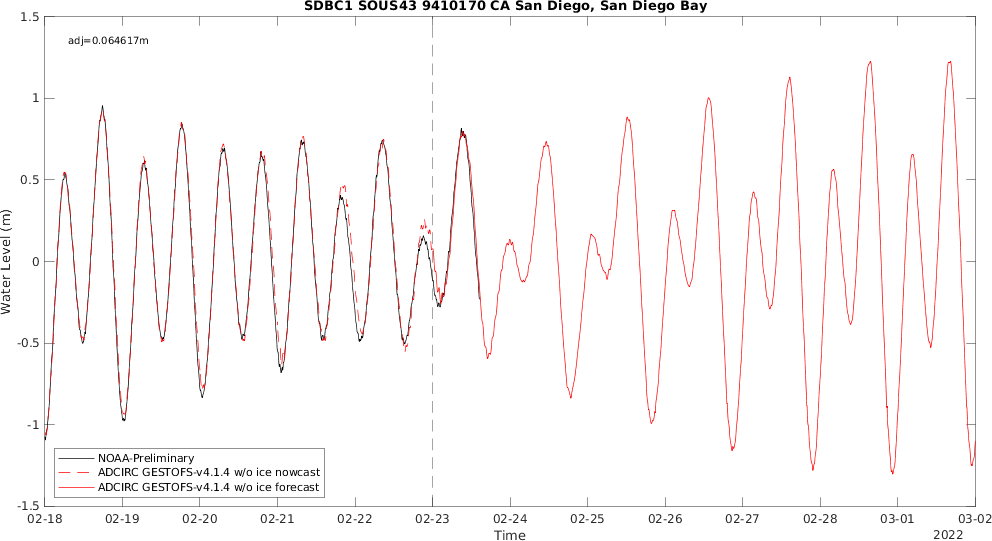 SDBC1 SOUS43 9410170 CA San Diego, San Diego Bay
adj=0.064617m
1.5
1
0.5
0
-0.5
-1
-1.5
Water Level (m)
NOAA-Preliminary
ADCIRC GESTOFS-v4.1.4 w/o ice nowcast
ADCIRC GESTOFS-v4.1.4 w/o ice forecast
02-18 02-19 02-20 02-21 02-22 02-23 02-24 02-25 02-26 02-27 02-28 03-01 03-02
Time
2022